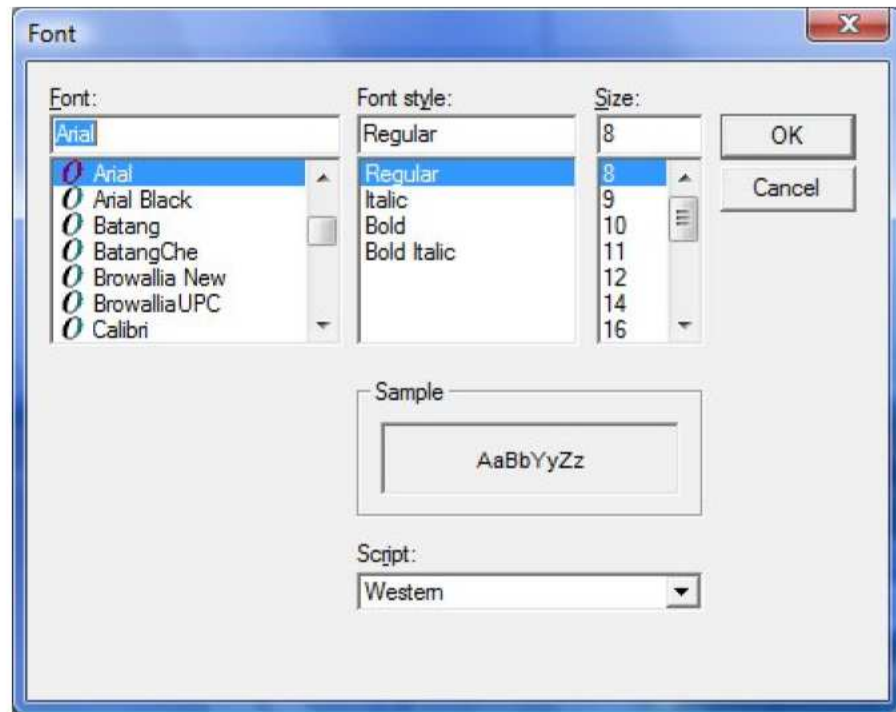 Font
Font:
Arial
Arial
Arial Black
Batang
BatangChe
Browallia New
BrowalliaUPC
Calibri
Font style:
Regular
Regular
Italic
Bold
Bold Italic
Size:
8
8
9
10
11
12
14
16
OK
Cancel
Sample
AaBbYyZz
Script:
Western